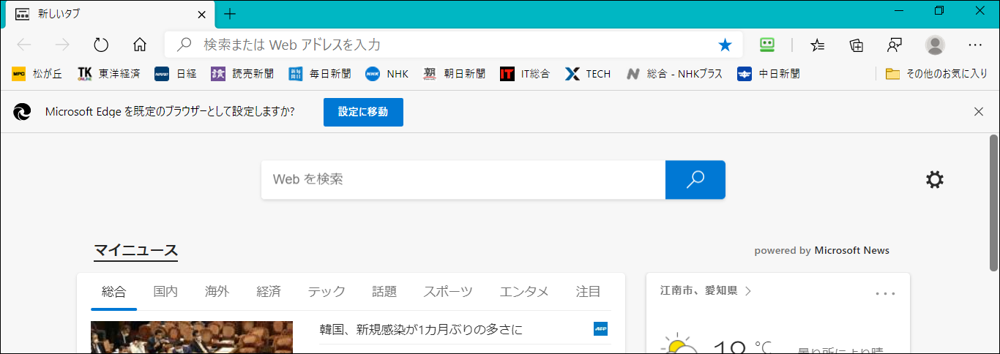 新しいタブ
検索または Web アドレスを入力
松が丘 TK ONLINE 東洋経済 日経 読売新聞 毎日新聞 NHK NHK 朝日新聞 IT IT総合 X TECH N 総合 - NHKプラス 中日新聞 その他のお気に入り
Microsoft Edge を既定のブラウザーとして設定しますか? 設定に移動
Web を検索
マイニュース powered by Microsoft News
総合 国内 海外 経済 テック 話題 スポーツ エンタメ 注目
江南市、愛知県
韓国、新規感染が1カ月ぶりの多さに AFP
℃